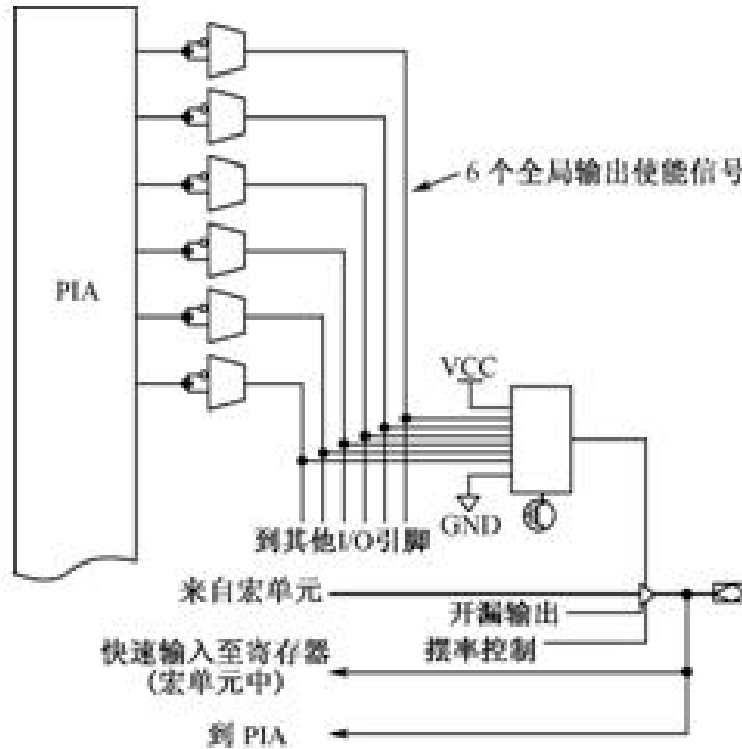 6 个全局输出使能信号
PIA
VCC
GND
到其他I/O引脚
来自宏单元
开漏输出
摆率控制
快速输入至寄存器
(宏单元中)
到 PIA